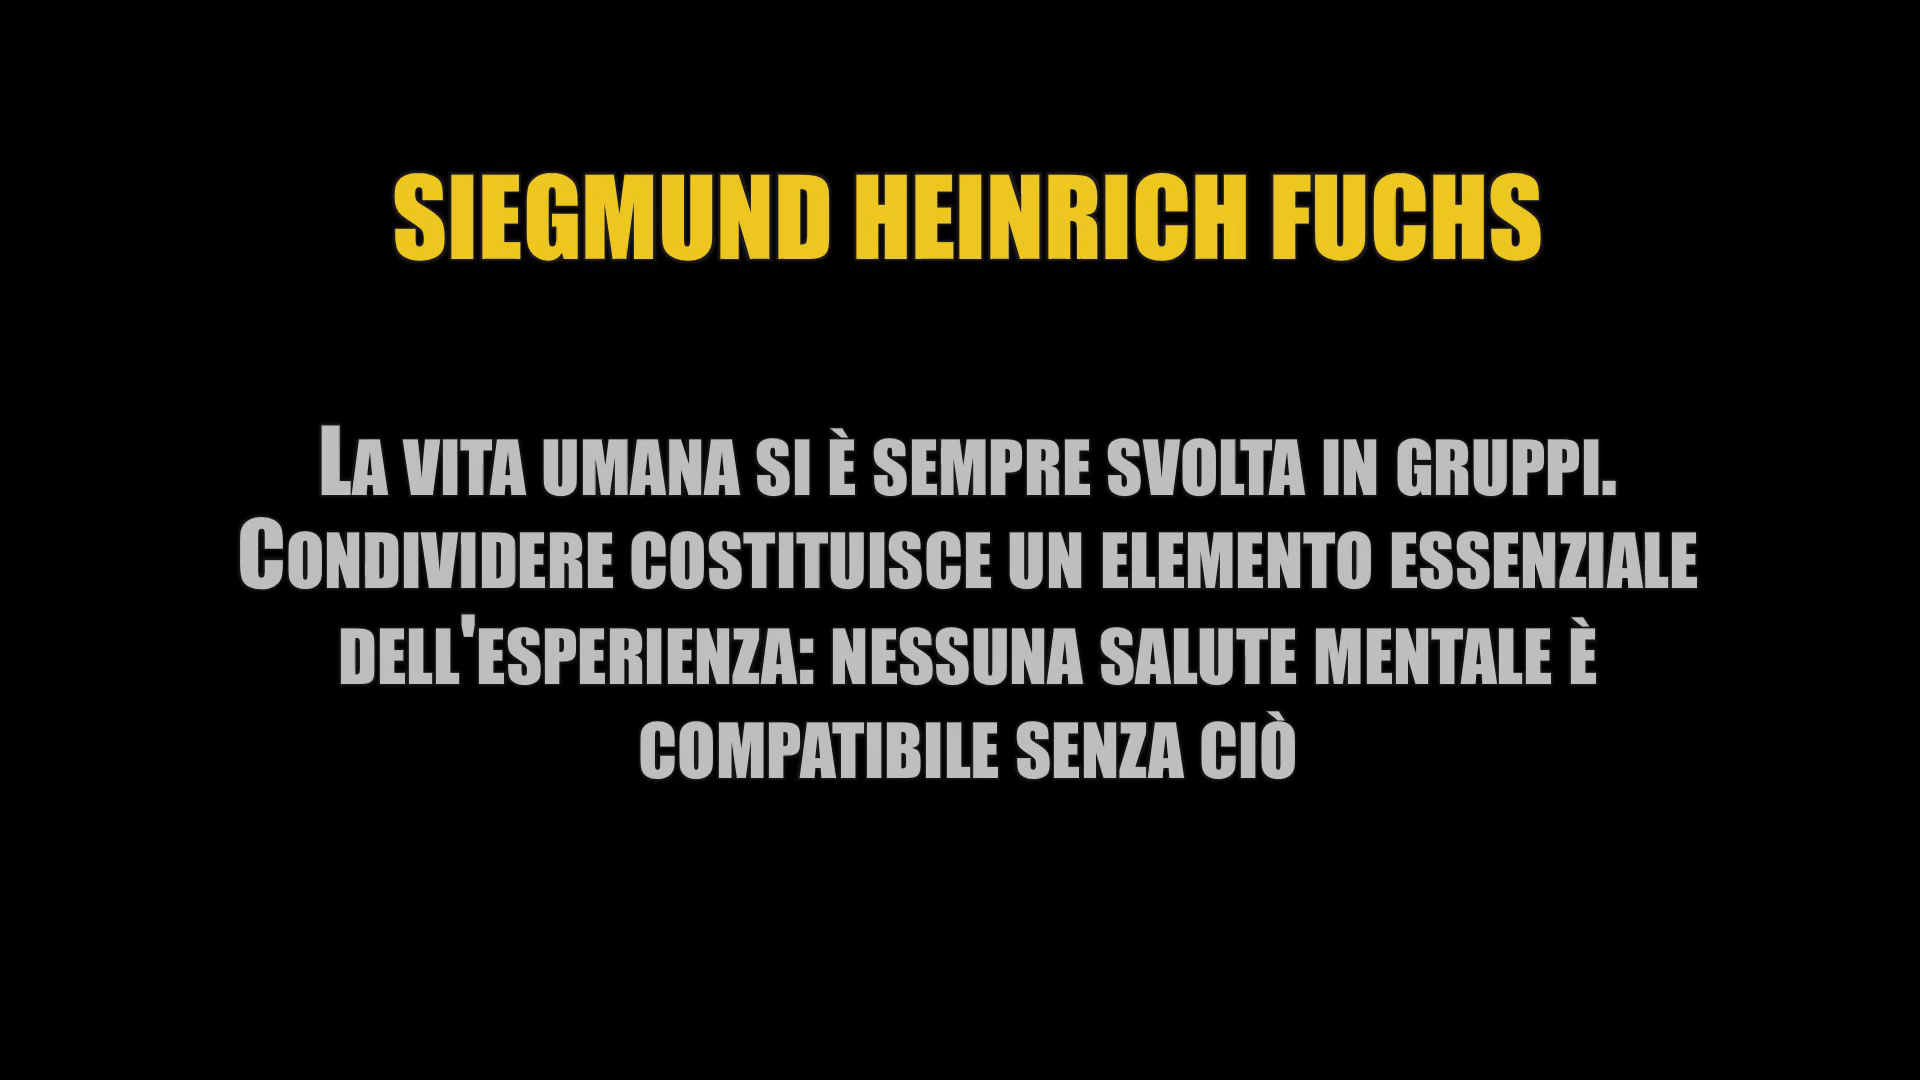 SIEGMUND HEINRICH FUCHS
La vita umana si è sempre svolta in gruppi.
Condividere costituisce un elemento essenziale
dell'esperienza: nessuna salute mentale è
compatibile senza ciò